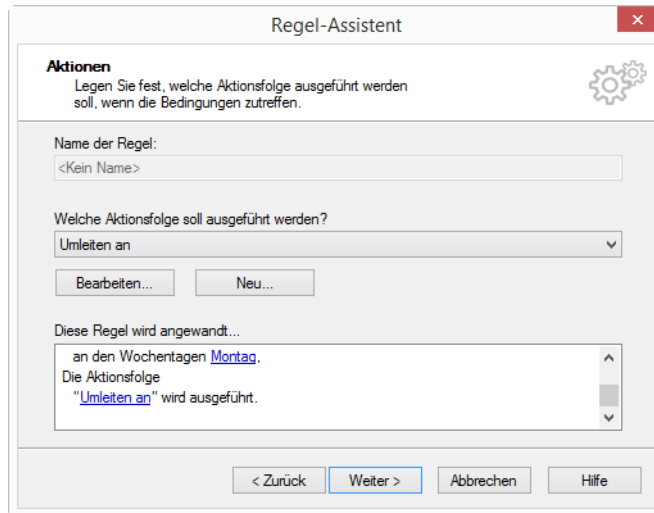 Regel-Assistent
Aktionen
Legen Sie fest, welche Aktionsfolge ausgeführt werden
soll, wenn die Bedingungen zutreffen.
Name der Regel:
<Kein Name>
Welche Aktionsfolge soll ausgeführt werden?
Umleiten an
Bearbeiten...
Neu...
Diese Regel wird angewandt...
an den Wochentagen Montag,
Die Aktionsfolge
"Umleiten an" wird ausgeführt.
< Zurück
Weiter >
Abbrechen
Hilfe